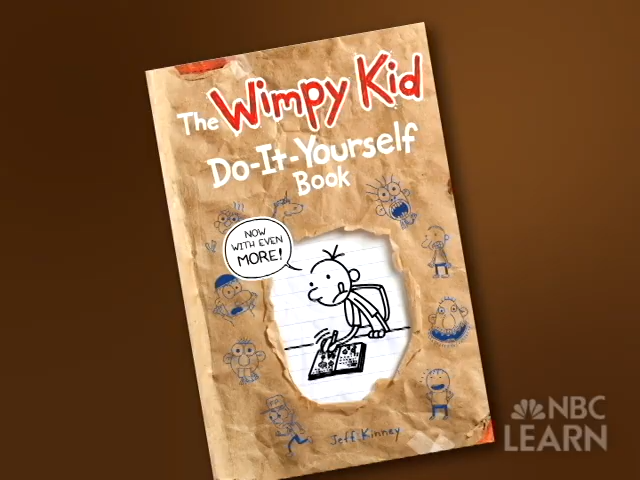 The Wimpy Kid
Do-It-Yourself
Book
NOW
WITH EVEN
MORE!
Jeff Kinney
NBC
LEARN